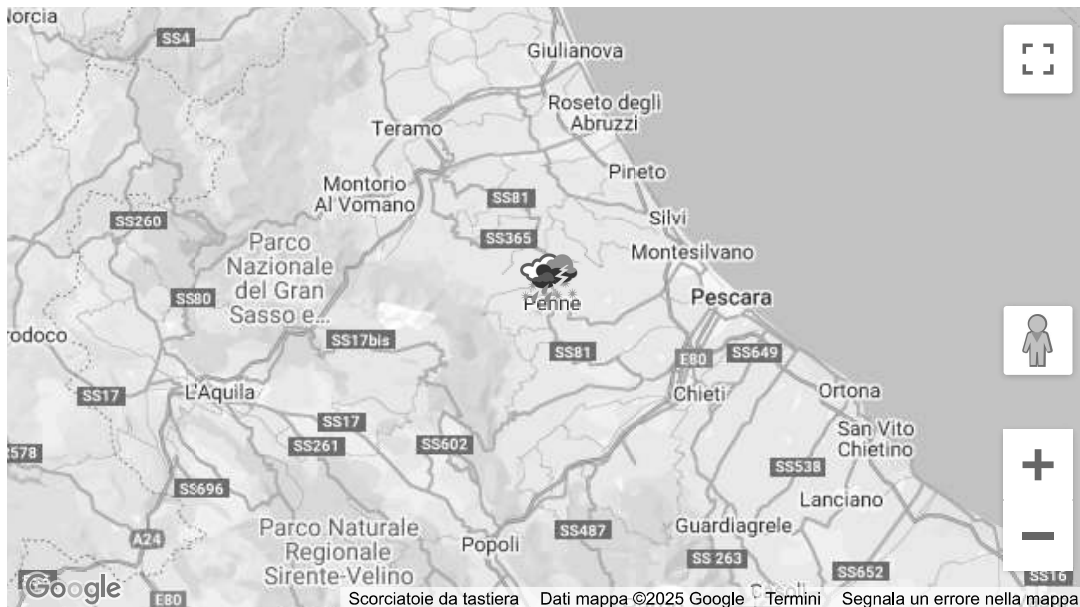 Norcia
SS4
Giulianova
Roseto degli
Abruzzi
Teramo
Pineto
Montorio
Al Vomano
SS81
Silvi
SS260
SS365
Montesilvano
Parco
Nazionale
del Gran
Sasso e...
SS80
Penne
Pescara
rodoco
SS17bis
SS81
E80
SS649
SS17
L'Aquila
Chieti
Ortona
SS17
SS261
SS602
San Vito
Chietino
578
SS538
SS696
Lanciano
Parco Naturale
Regionale
Sirente-Velino
Guardiagrele
A24
SS487
Popoli
SS 263
SS652
SS16
Google
E80
Scorciatoie da tastiera
Dati mappa ©2025 Google
Termini
Segnala un errore nella mappa